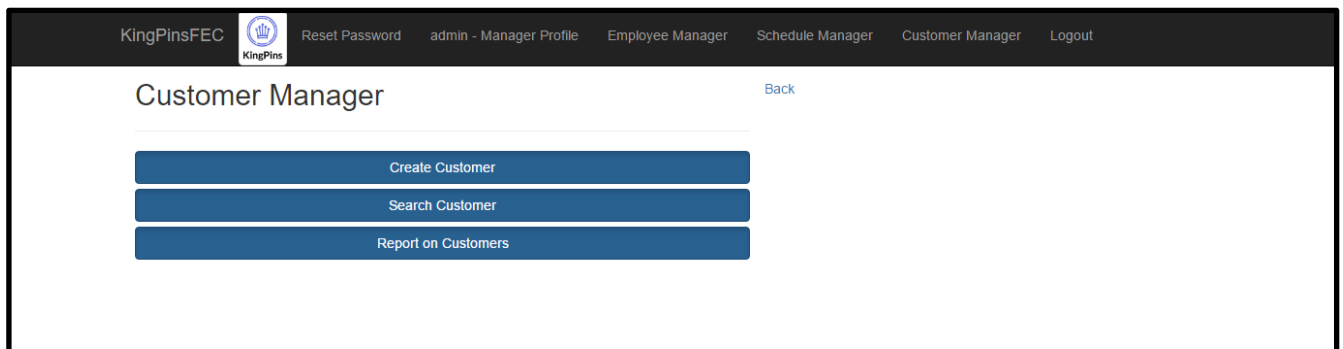 KingPinsFEC KingPins Reset Password admin - Manager Profile Employee Manager Schedule Manager Customer Manager Logout
Customer Manager
Back
Create Customer
Search Customer
Report on Customers